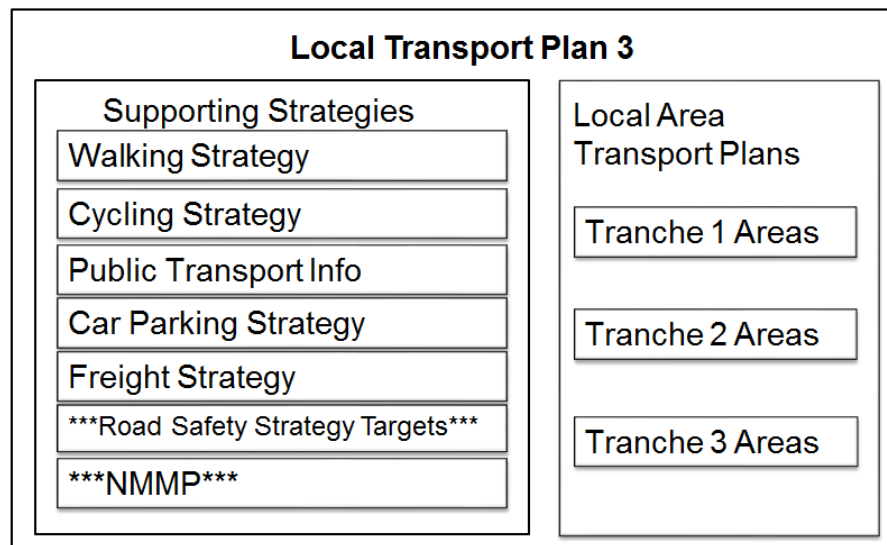 Local Transport Plan 3
Supporting Strategies
Walking Strategy
Cycling Strategy
Public Transport Info
Car Parking Strategy
Freight Strategy
***Road Safety Strategy Targets***
***NMMP***
Local Area
Transport Plans
Tranche 1 Areas
Tranche 2 Areas
Tranche 3 Areas